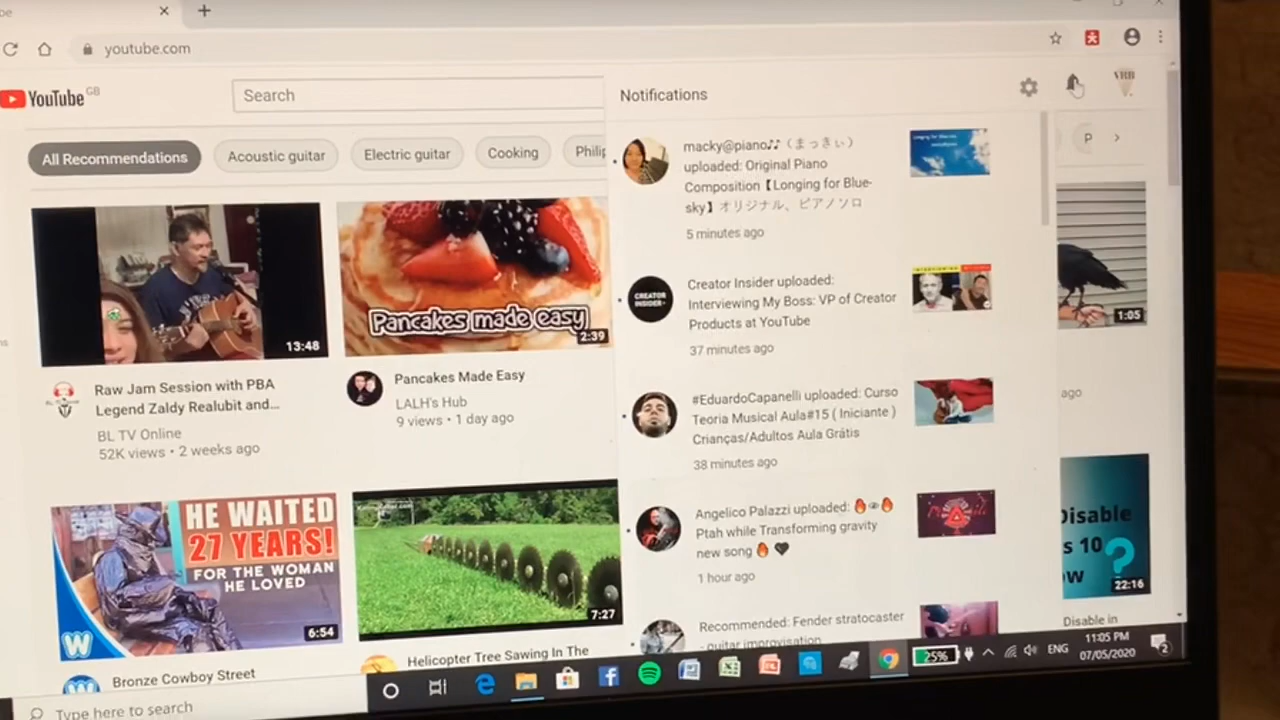 be
youtube.com
YouTube GB
Search
Notifications
VRB
All Recommendations
Acoustic guitar
Electric guitar
Cooking
Philip
P
macky@piano♪♪（まっきぃ）
uploaded: Original Piano
Composition【Longing for Blue-
sky】オリジナル、ピアノソロ
5 minutes ago
13:48
Pancakes made easy
2:39
1:05
CREATOR
INSIDER
Creator Insider uploaded:
Interviewing My Boss: VP of Creator
Products at YouTube
37 minutes ago
Raw Jam Session with PBA
Legend Zaldy Realubit and...
BL TV Online
52K views • 2 weeks ago
Pancakes Made Easy
LALH's Hub
9 views • 1 day ago
#EduardoCapanelli uploaded: Curso
Teoria Musical Aula#15 ( Iniciante )
Crianças/Adultos Aula Grátis
38 minutes ago
ago
HE WAITED
27 YEARS!
FOR THE WOMAN
HE LOVED
W
6:54
7:27
Angelico Palazzi uploaded: 🔥👁🔥
Ptah while Transforming gravity
new song 🔥🖤
1 hour ago
Disable
s 10
ow
?
22:16
Recommended: Fender stratocaster
- guitar improvisation
Disable in
Bronze Cowboy Street
Helicopter Tree Sawing In The
Type here to search
25%
ENG
11:05 PM
07/05/2020
2